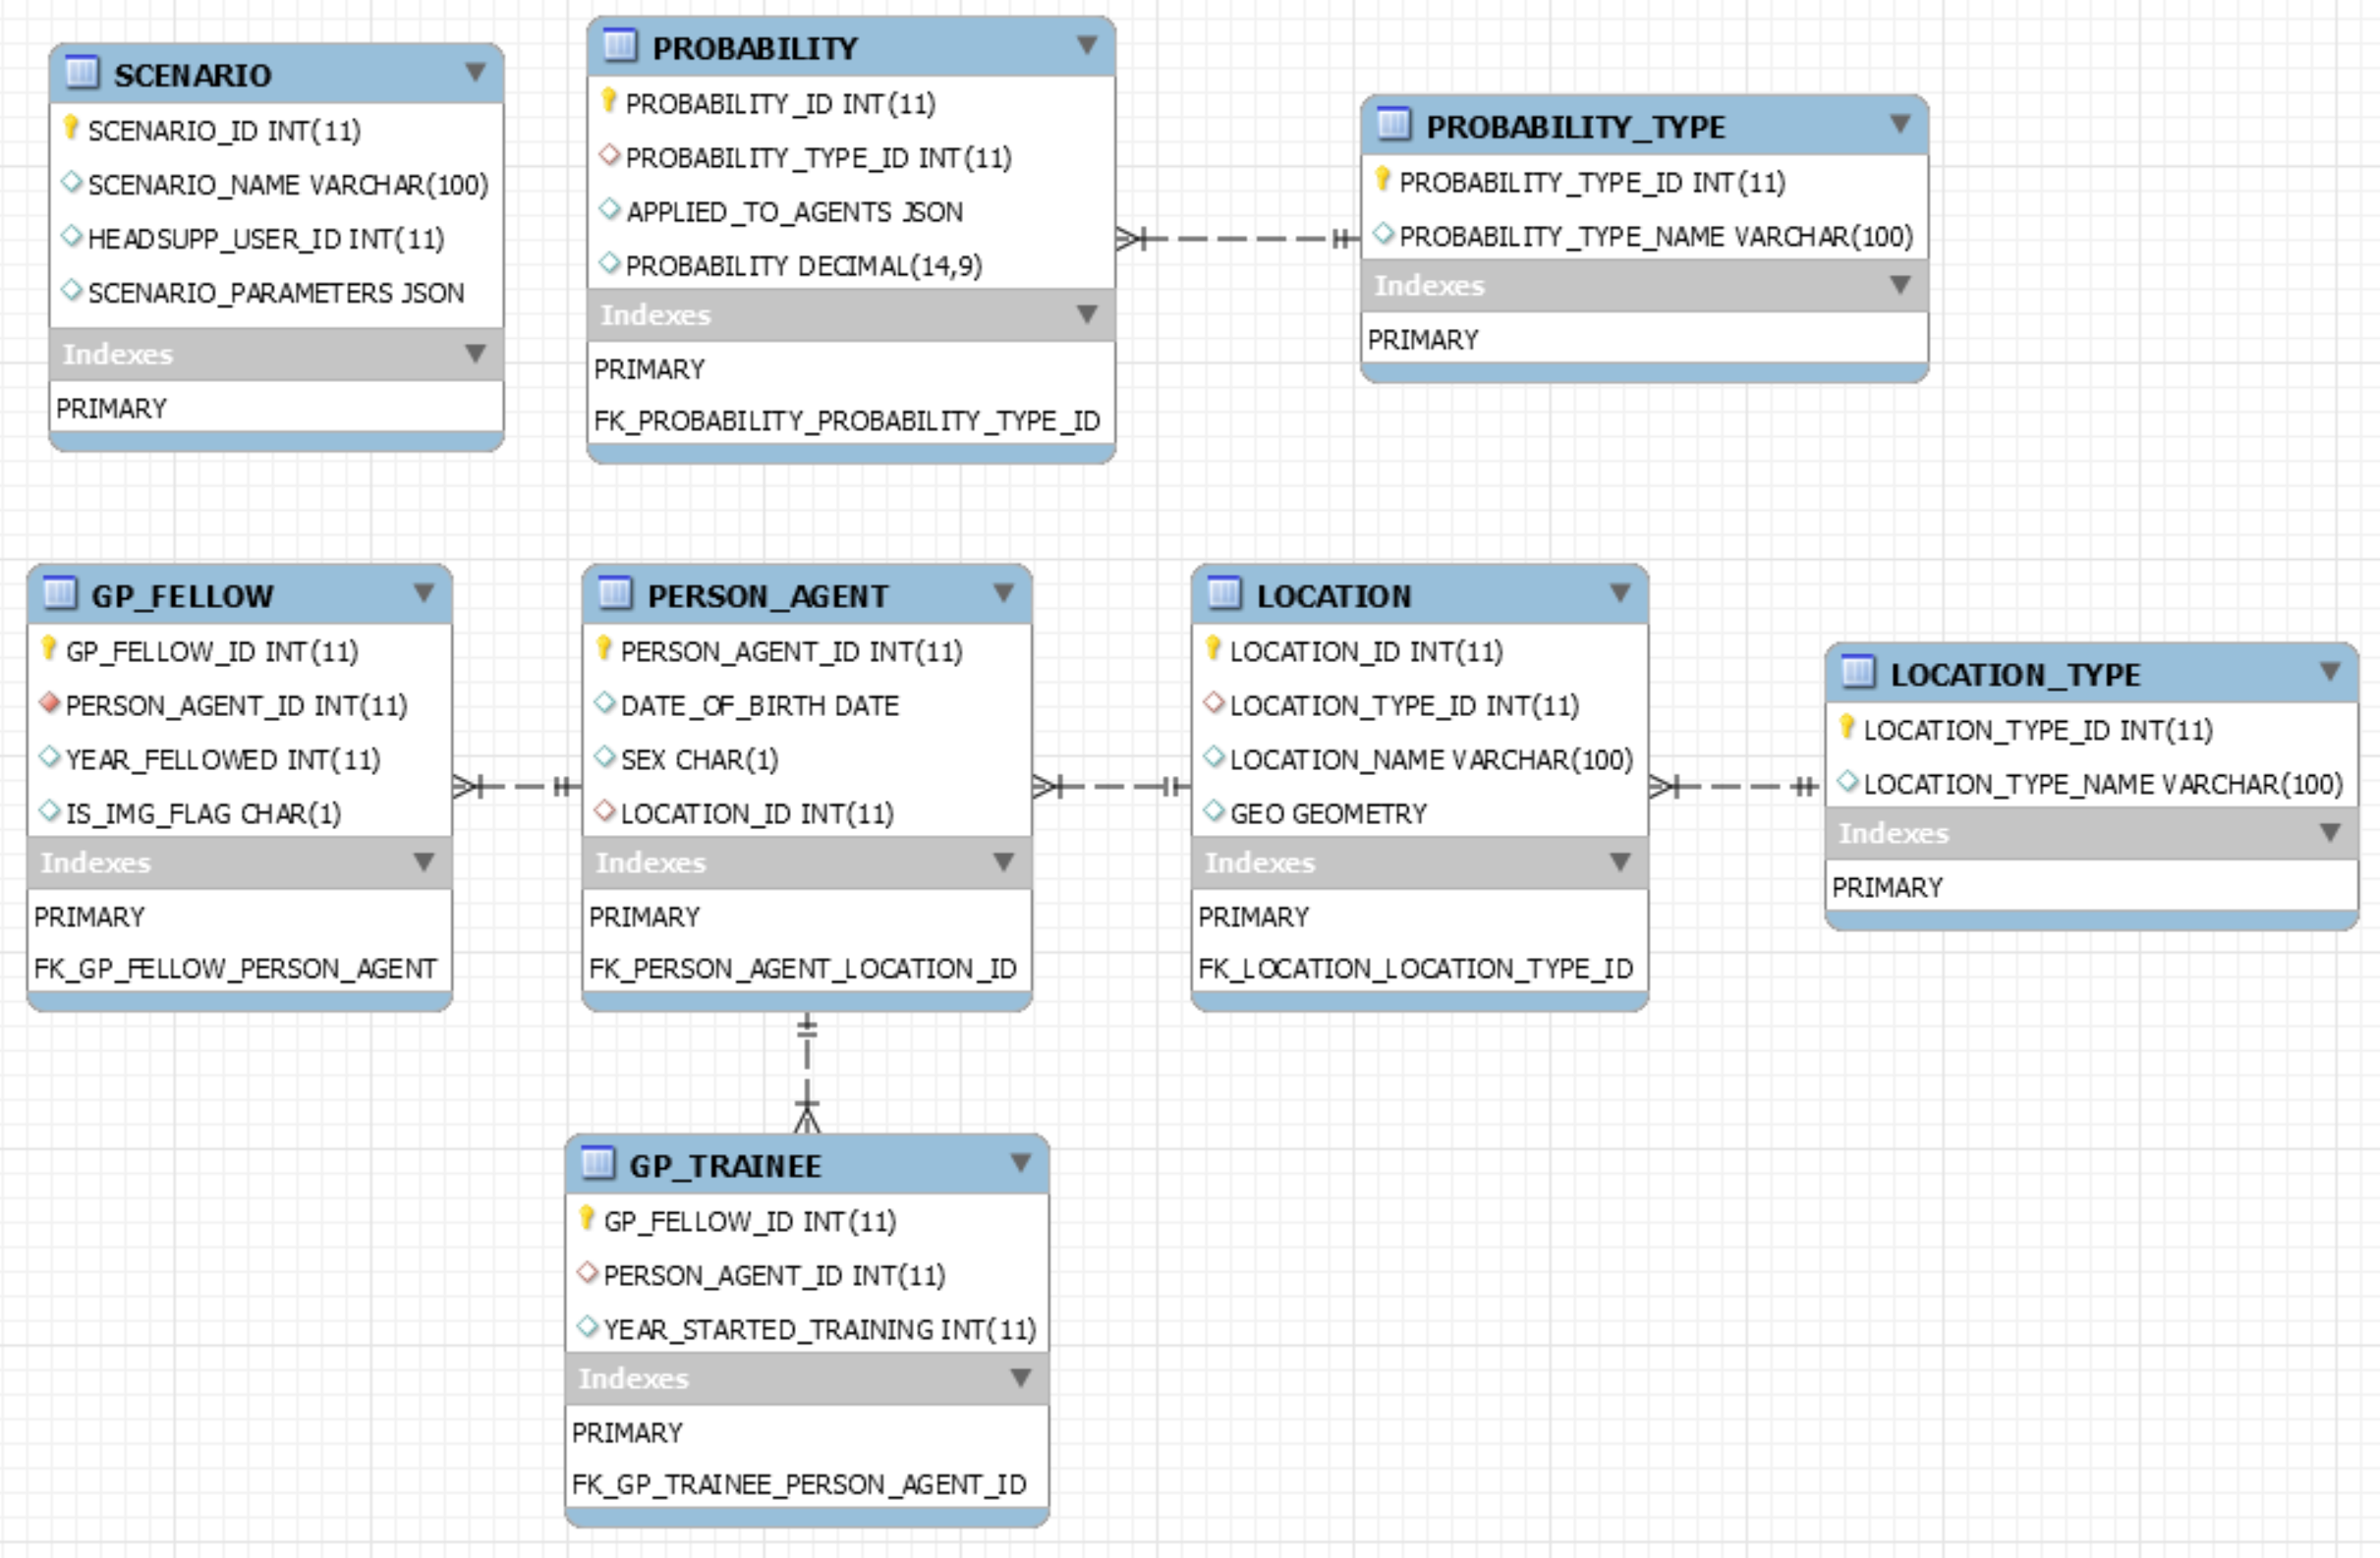 SCENARIO
SCENARIO_ID INT(11)
SCENARIO_NAME VARCHAR(100)
HEADSUPP_USER_ID INT(11)
SCENARIO_PARAMETERS JSON
Indexes
PRIMARY
PROBABILITY
PROBABILITY_ID INT(11)
PROBABILITY_TYPE_ID INT(11)
APPLIED_TO_AGENTS JSON
PROBABILITY DECIMAL(14,9)
Indexes
PRIMARY
FK_PROBABILITY_PROBABILITY_TYPE_ID
PROBABILITY_TYPE
PROBABILITY_TYPE_ID INT(11)
PROBABILITY_TYPE_NAME VARCHAR(100)
Indexes
PRIMARY
GP_FELLOW
GP_FELLOW_ID INT(11)
PERSON_AGENT_ID INT(11)
YEAR_FELLOWED INT(11)
IS_IMG_FLAG CHAR(1)
Indexes
PRIMARY
FK_GP_FELLOW_PERSON_AGENT
PERSON_AGENT
PERSON_AGENT_ID INT(11)
DATE_OF_BIRTH DATE
SEX CHAR(1)
LOCATION_ID INT(11)
Indexes
PRIMARY
FK_PERSON_AGENT_LOCATION_ID
LOCATION
LOCATION_ID INT(11)
LOCATION_TYPE_ID INT(11)
LOCATION_NAME VARCHAR(100)
GEO GEOMETRY
Indexes
PRIMARY
FK_LOCATION_LOCATION_TYPE_ID
LOCATION_TYPE
LOCATION_TYPE_ID INT(11)
LOCATION_TYPE_NAME VARCHAR(100)
Indexes
PRIMARY
GP_TRAINEE
GP_FELLOW_ID INT(11)
PERSON_AGENT_ID INT(11)
YEAR_STARTED_TRAINING INT(11)
Indexes
PRIMARY
FK_GP_TRAINEE_PERSON_AGENT_ID